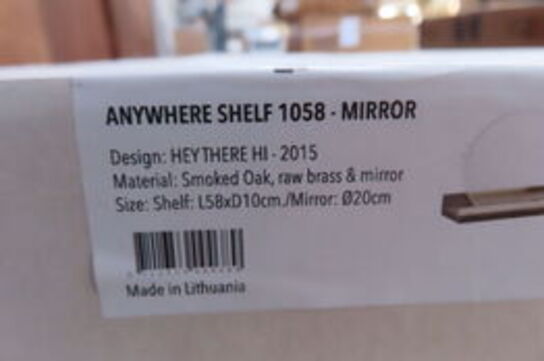 ANYWHERE SHELF 1058 - MIRROR
Design: HEY THERE HI - 2015
Material: Smoked Oak, raw brass & mirror
Size: Shelf: L58xD10cm./Mirror: Ø20cm
Made in Lithuania